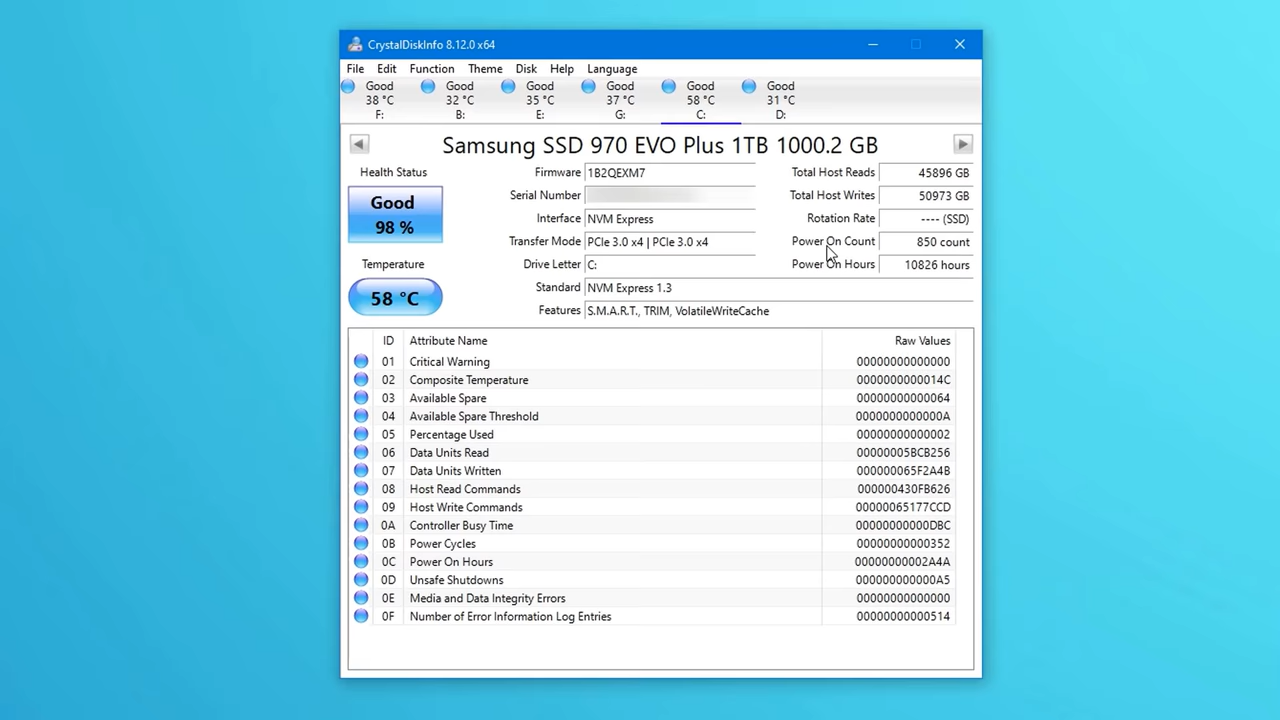 CrystalDiskInfo 8.12.0 x64
File Edit Function Theme Disk Help Language
Good Good Good Good Good Good
38 °C 32 °C 35 °C 37 °C 58 °C 31 °C
F: B: E: G: C: D:
Samsung SSD 970 EVO Plus 1TB 1000.2 GB
Health Status
Good
98 %
Temperature
58 °C
Firmware 1B2QEXM7
Serial Number
Interface NVM Express
Transfer Mode PCIe 3.0 x4 | PCIe 3.0 x4
Drive Letter C:
Standard NVM Express 1.3
Features S.M.A.R.T., TRIM, VolatileWriteCache
Total Host Reads 45896 GB
Total Host Writes 50973 GB
Rotation Rate ---- (SSD)
Power On Count 850 count
Power On Hours 10826 hours
ID Attribute Name Raw Values
01 Critical Warning 00000000000000
02 Composite Temperature 0000000000014C
03 Available Spare 00000000000064
04 Available Spare Threshold 0000000000000A
05 Percentage Used 00000000000002
06 Data Units Read 00000005BCB256
07 Data Units Written 000000065F2A4B
08 Host Read Commands 000000430FB626
09 Host Write Commands 00000065177CCD
0A Controller Busy Time 00000000000DBC
0B Power Cycles 00000000000352
0C Power On Hours 00000000002A4A
0D Unsafe Shutdowns 000000000000A5
0E Media and Data Integrity Errors 00000000000000
0F Number of Error Information Log Entries 00000000000514